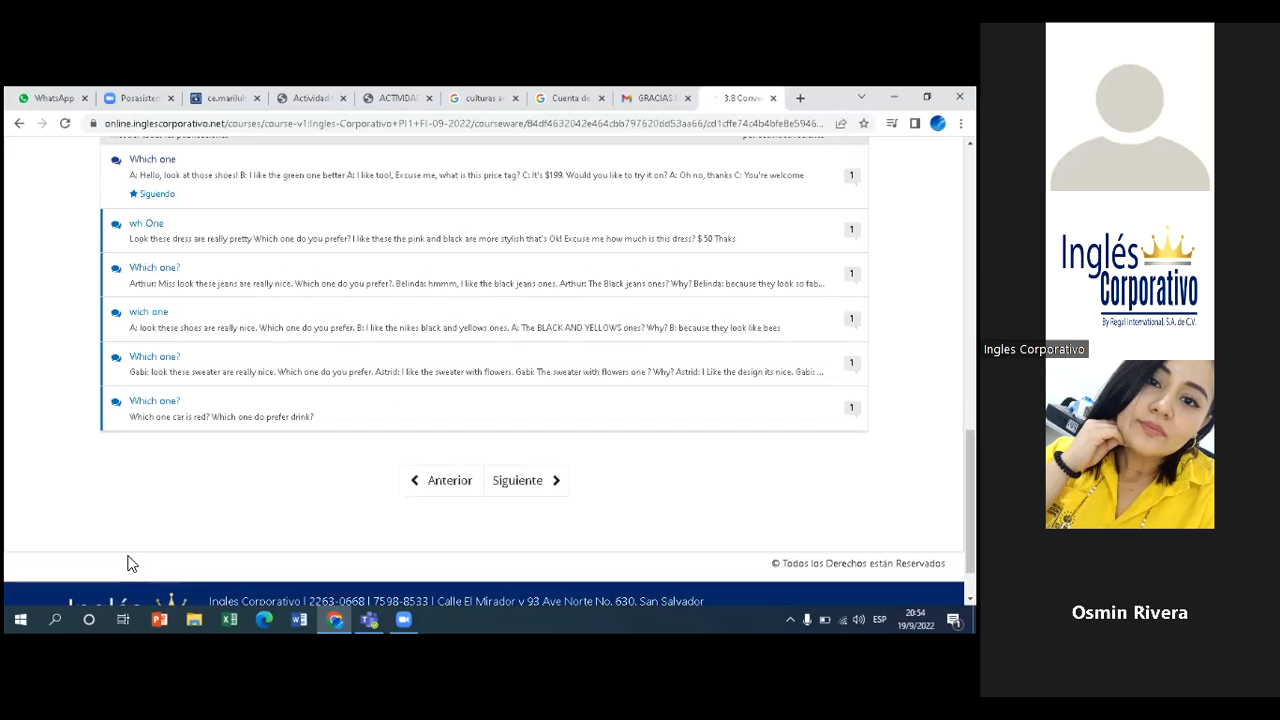 WhatsApp
Posasister
ce.mariluis
Actividad
ACTIVIDAD
culturas ar
Cuenta de
GRACIAS
3.8 Conve
online.inglescorporativo.net/courses/course-v1:Ingles-Corporativo+PI1+FI-09-2022/courseware/84df4632042e464cbb797620dd53aa66/cd1cffe74c4b4bfe8e5946...
Which one
A: Hello, look at those shoes! B: I like the green one better A: I like tool, Excuse me, what is this price tag? C: It's $199. Would you like to try it on? A: Oh no, thanks C: You're welcome
1
Siguiendo
wh One
Look these dress are really pretty Which one do you prefer? I like these the pink and black are more stylish that's Ok! Excuse me how much is this dress? $ 50 Thaks
1
Which one?
Arthur: Miss look these jeans are really nice. Which one do you prefer?. Belinda: hmmm, I like the black jeans ones. Arthur: The Black jeans ones? Why? Belinda: because they look so fab...
1
wich one
A: look these shoes are really nice. Which one do you prefer. B: I like the nikes black and yellows ones. A: The BLACK AND YELLOWS ones? Why? B: because they look like bees
1
Which one?
Gabi: look these sweater are really nice. Which one do you prefer. Astrid: I like the sweater with flowers. Gabi: The sweater with flowers one ? Why? Astrid: I Like the design its nice. Gabi: ...
1
Which one?
Which one car is red? Which one do prefer drink?
1
Anterior
Siguiente
© Todos los Derechos están Reservados
Ingles Corporativo | 2263-0668 | 7598-8533 | Calle El Mirador y 93 Ave Norte No. 630, San Salvador
ESP
20:54
19/9/2022
Inglés
Corporativo
By Regal International, S.A. de C.V.
Ingles Corporativo
Osmin Rivera